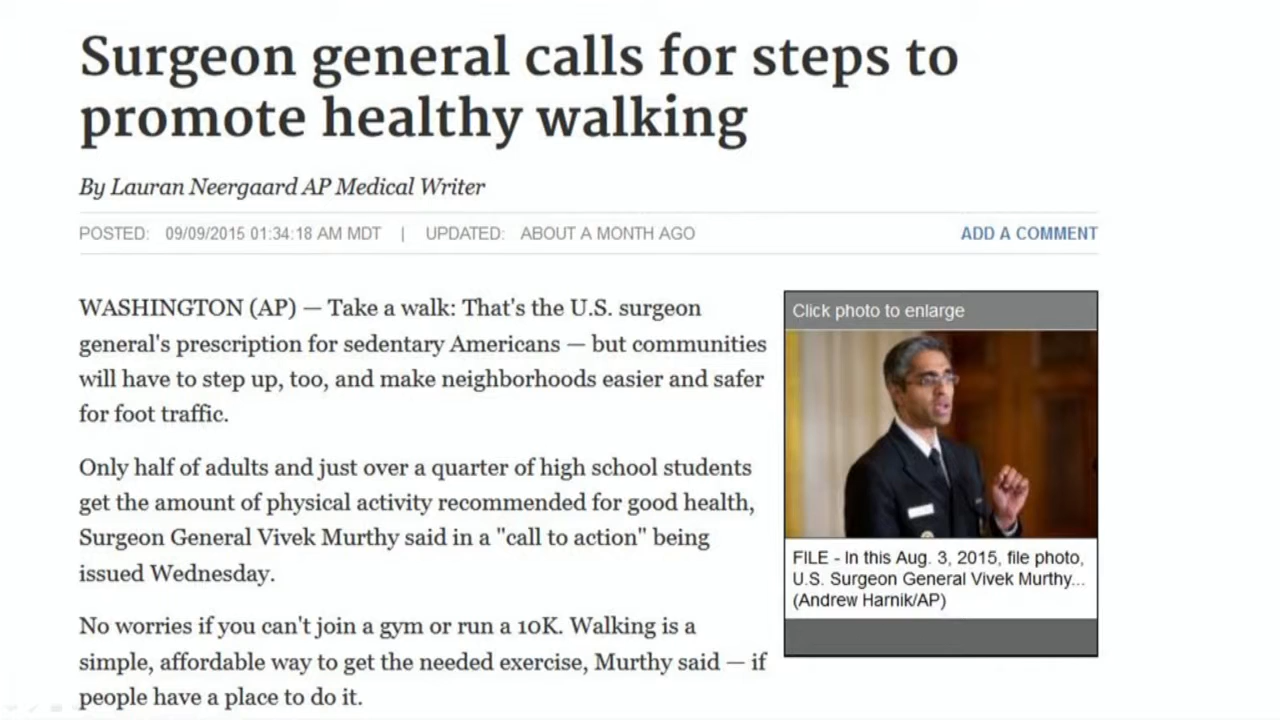 Surgeon general calls for steps to
promote healthy walking
By Lauran Neergaard AP Medical Writer
POSTED: 09/09/2015 01:34:18 AM MDT | UPDATED: ABOUT A MONTH AGO
ADD A COMMENT
WASHINGTON (AP) — Take a walk: That's the U.S. surgeon
general's prescription for sedentary Americans — but communities
will have to step up, too, and make neighborhoods easier and safer
for foot traffic.
Only half of adults and just over a quarter of high school students
get the amount of physical activity recommended for good health,
Surgeon General Vivek Murthy said in a "call to action" being
issued Wednesday.
No worries if you can't join a gym or run a 10K. Walking is a
simple, affordable way to get the needed exercise, Murthy said — if
people have a place to do it.
Click photo to enlarge
FILE - In this Aug. 3, 2015, file photo,
U.S. Surgeon General Vivek Murthy...
(Andrew Harnik/AP)